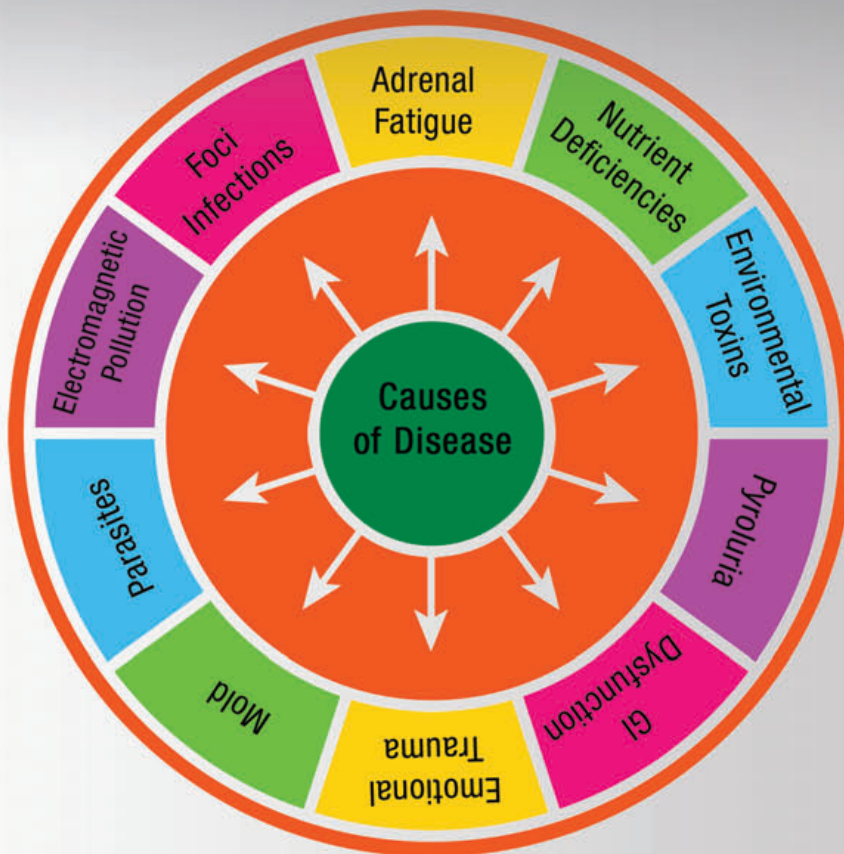 Causes
of Disease
Adrenal
Fatigue
Nutrient
Deficiencies
Environmental
Toxins
Pyroluria
GI
Dysfunction
Emotional
Trauma
Mold
Parasites
Electromagnetic
Pollution
Foci
Infections